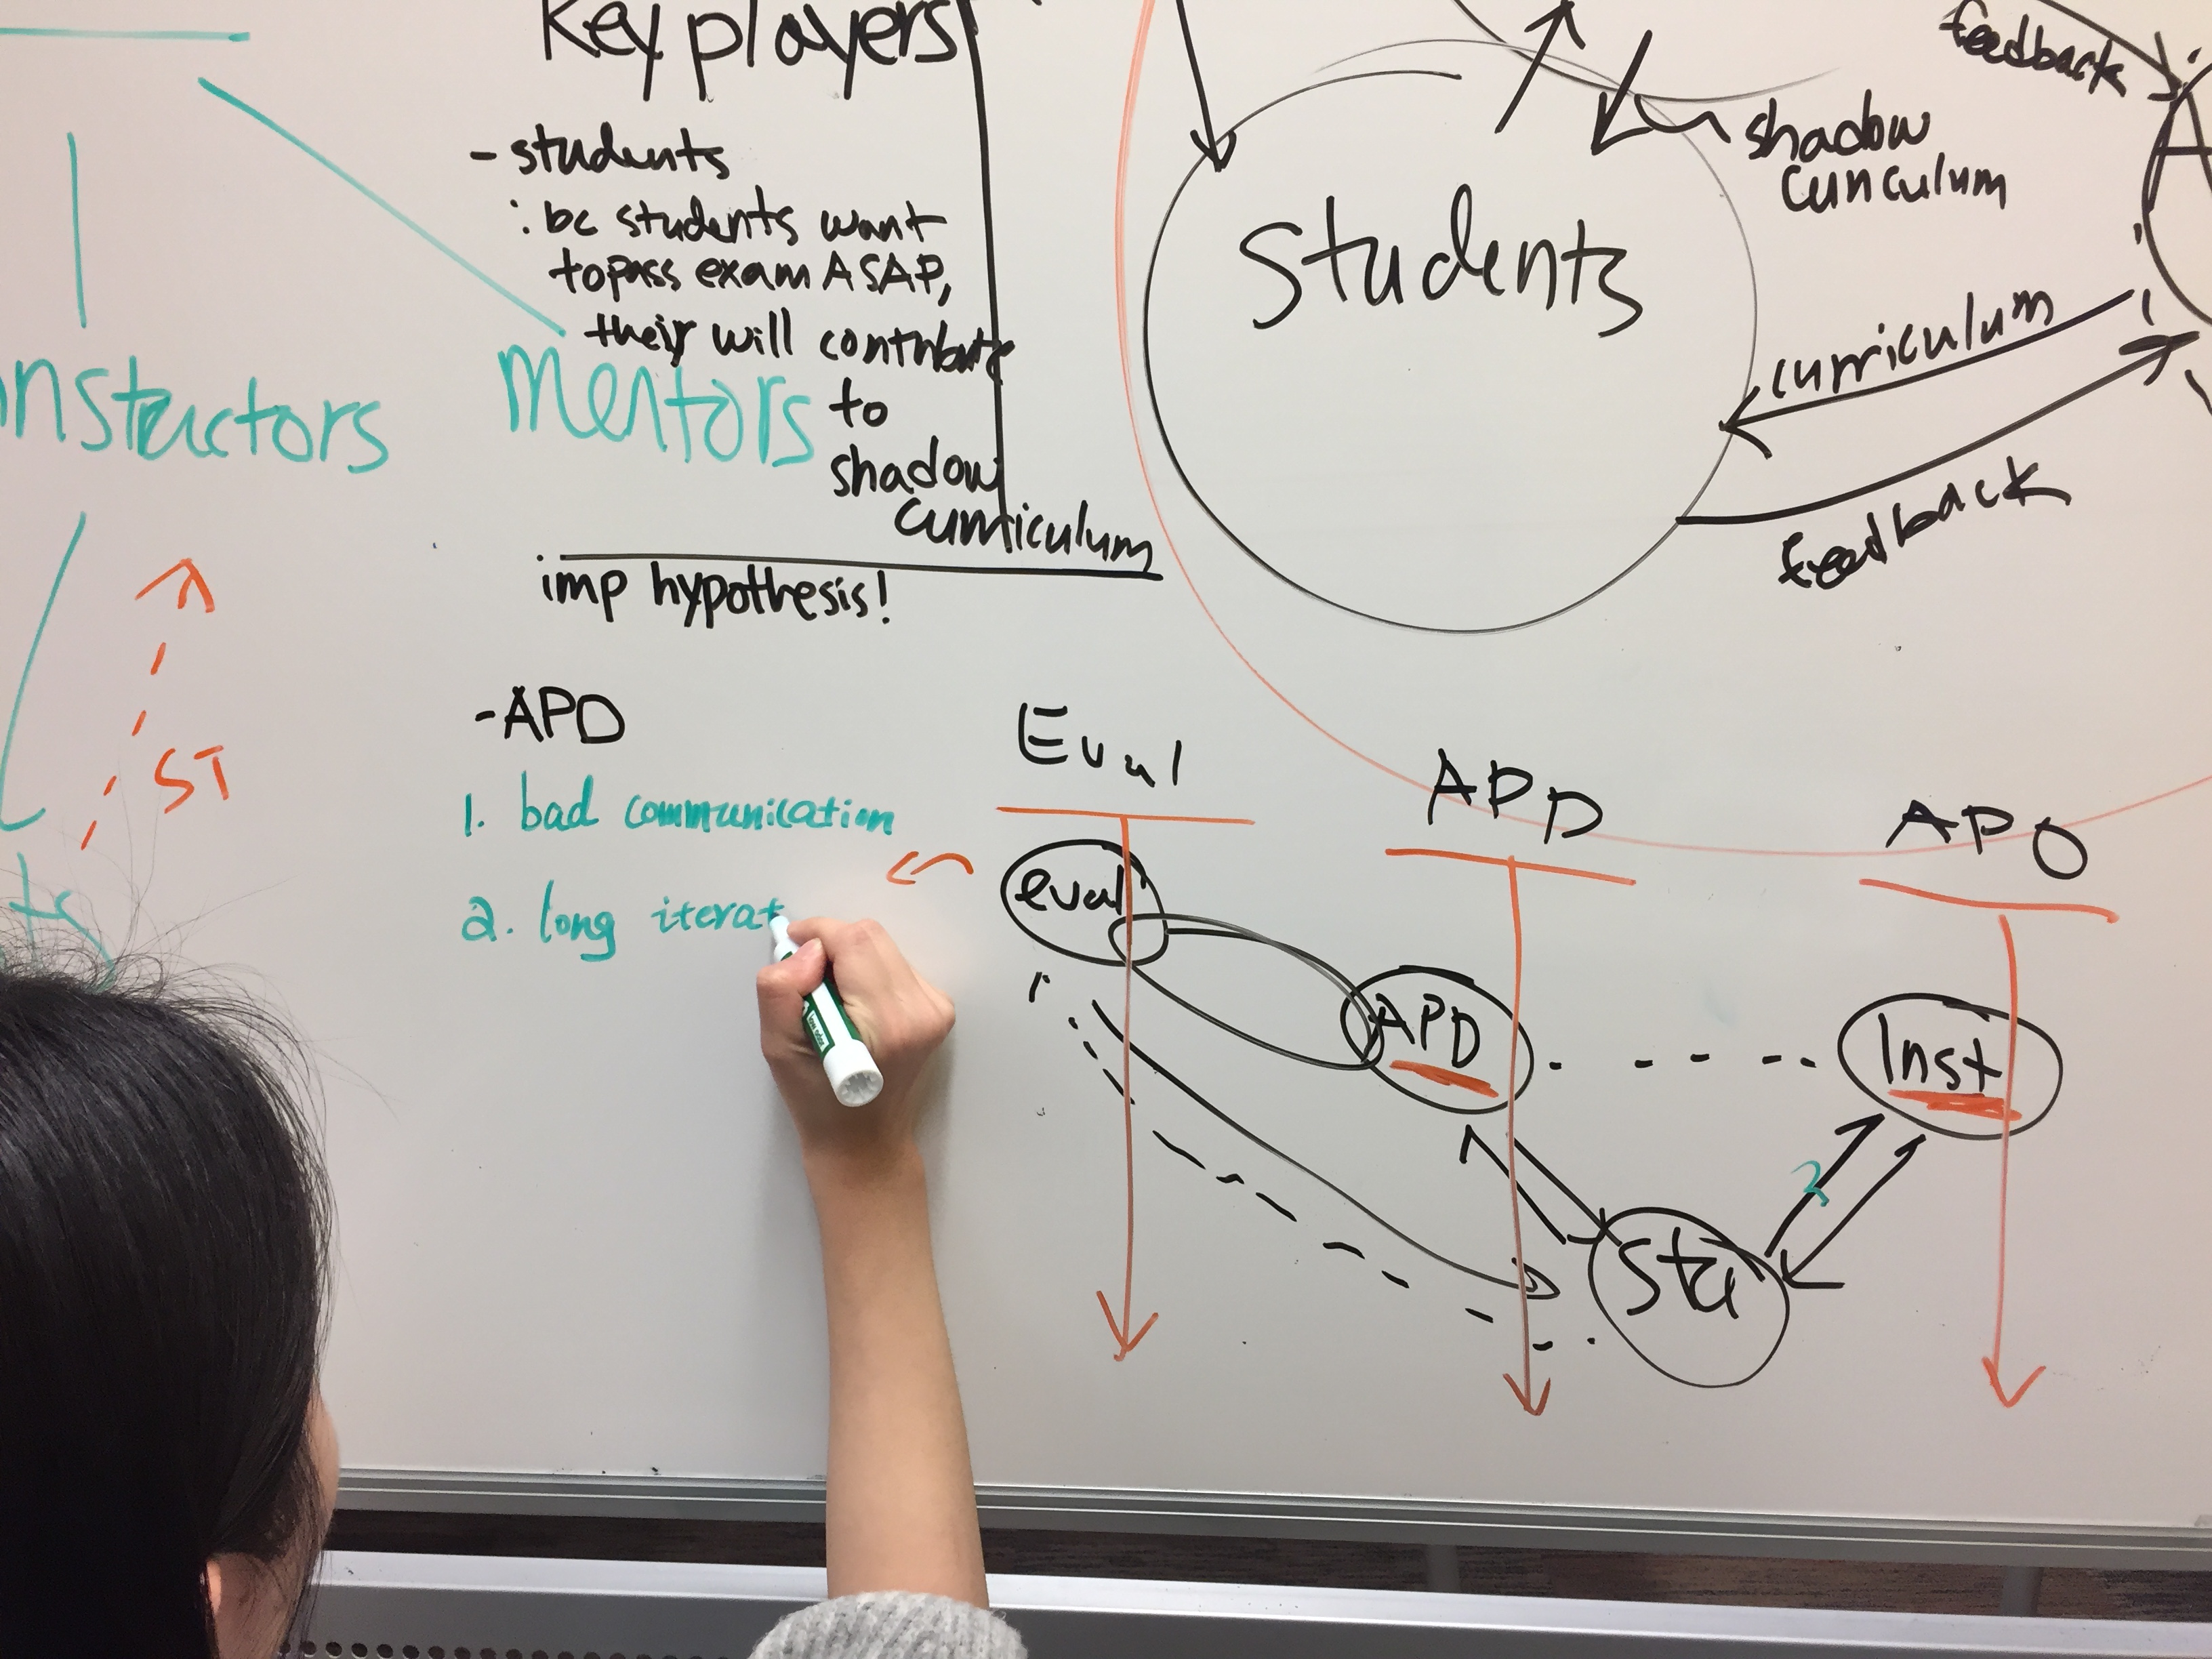 Key players
- students
: bc students want
to pass exam ASAP,
their will contribute
to
shadow
curriculum
imp hypothesis!
nstructors
Mentors
ST
ts
- APD
1. bad communication
2. long iterat
feedback
shadow
curriculum
Students
curriculum
feedback
A
Eval
APD
APO
eval
APD
Inst
2
Stu